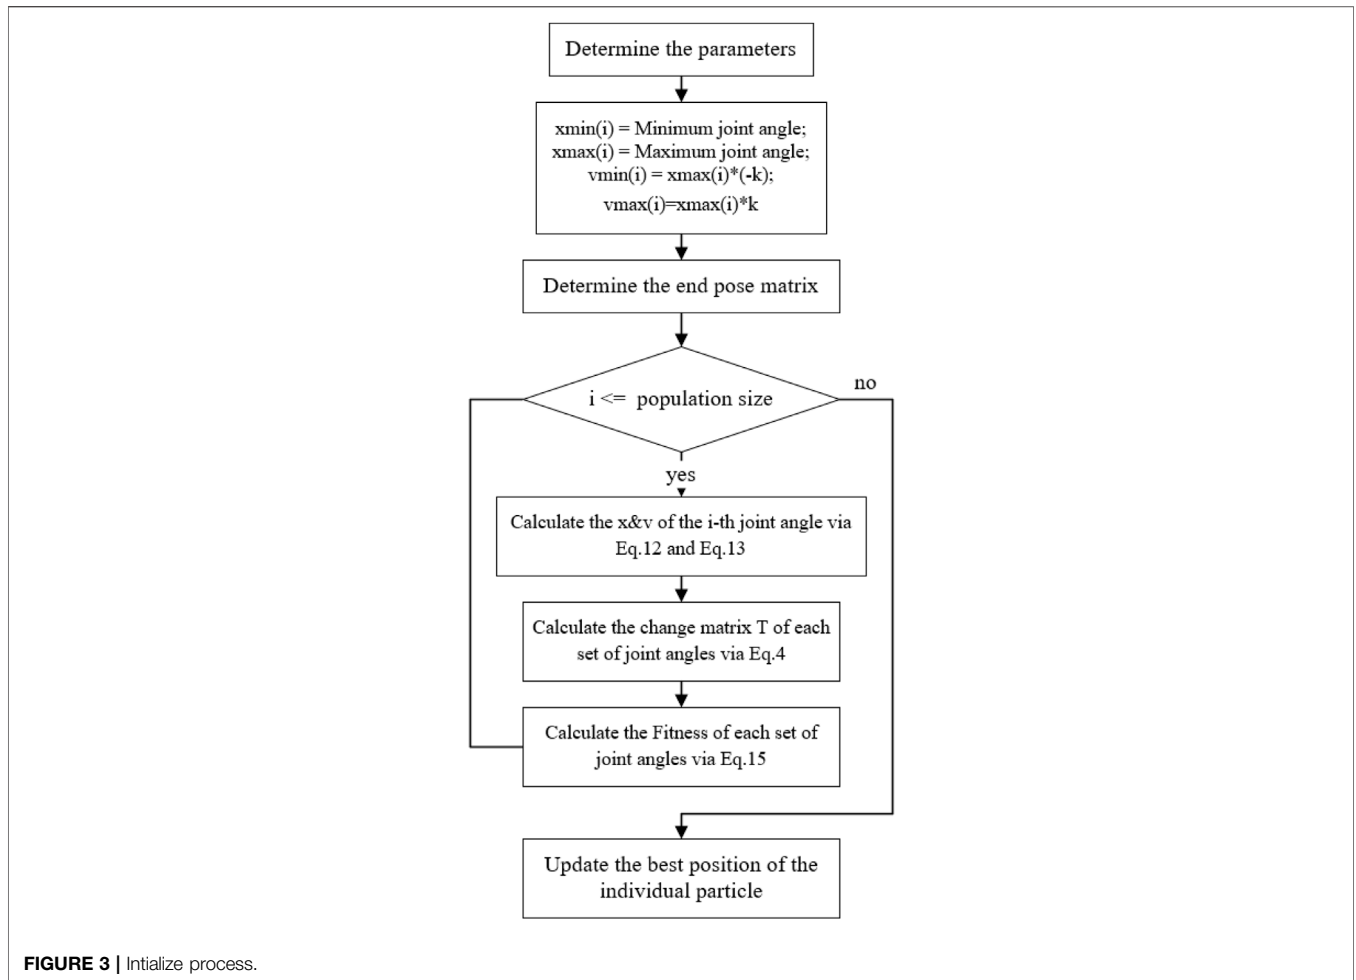 Determine the parameters
xmin(i) = Minimum joint angle;
xmax(i) = Maximum joint angle;
vmin(i) = xmax(i)*(-k);
vmax(i)=xmax(i)*k
Determine the end pose matrix
i <= population size
no
yes
Calculate the x&v of the i-th joint angle via
Eq.12 and Eq.13
Calculate the change matrix T of each
set of joint angles via Eq.4
Calculate the Fitness of each set of
joint angles via Eq.15
Update the best position of the
individual particle
FIGURE 3 | Intialize process.